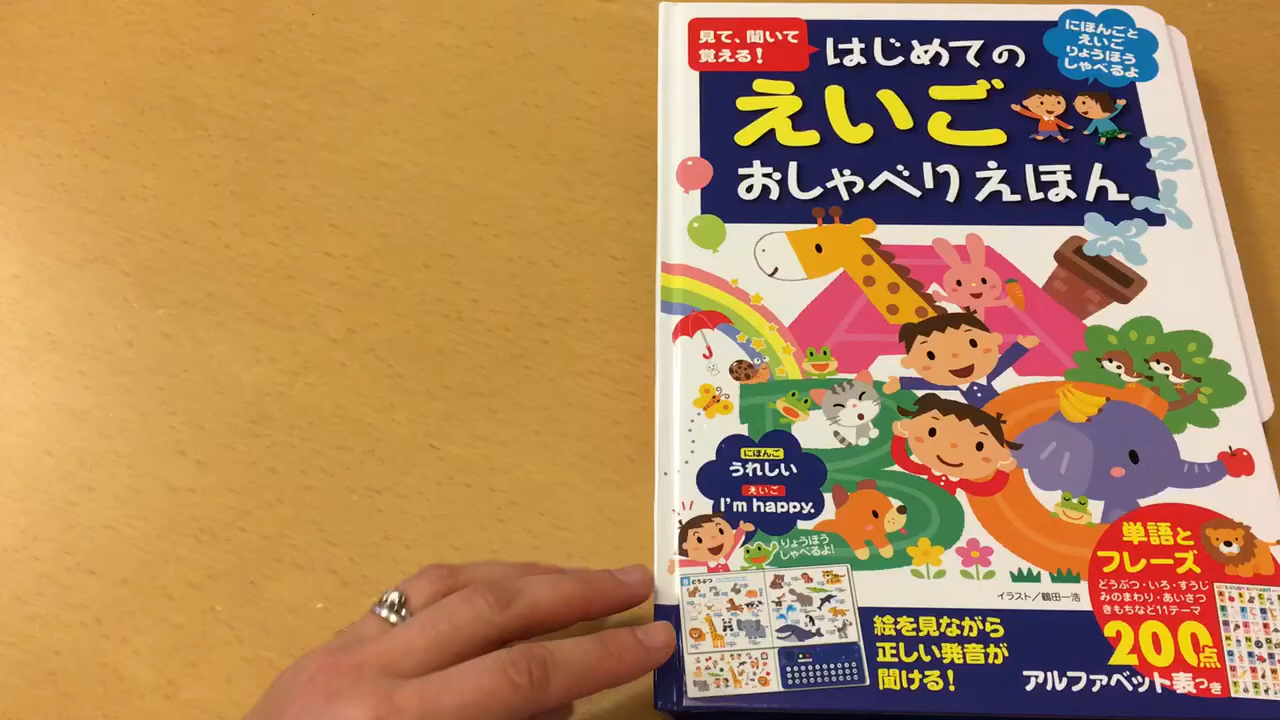 見て、聞いて
覚える!
はじめての
えいご
おしゃべりえほん
にほんごと
えいご
りょうほう
しゃべるよ
にほんご
うれしい
えいご
I'm happy.
りょうほう
しゃべるよ!
どうぶつ
イラスト/鶴田一浩
絵を見ながら
正しい発音が
聞ける!
単語と
フレーズ
どうぶつ・いろ・すうじ
みのまわり・あいさつ
きもちなど11テーマ
200点
アルファベット表つき